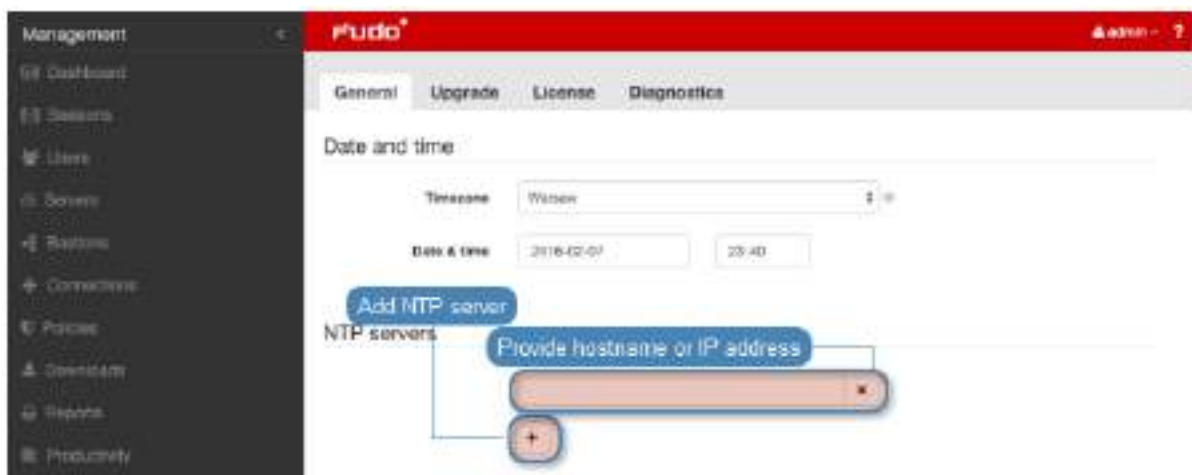 Management
Fudo
admin
?
Dashboard
Sessions
Users
Servers
Bastions
Connections
Policies
Downloads
Reports
Productivity
General Upgrade License Diagnostics
Date and time
Timezone Warsaw
Date & time 2016-02-07 23:40
Add NTP server
NTP servers
Provide hostname or IP address